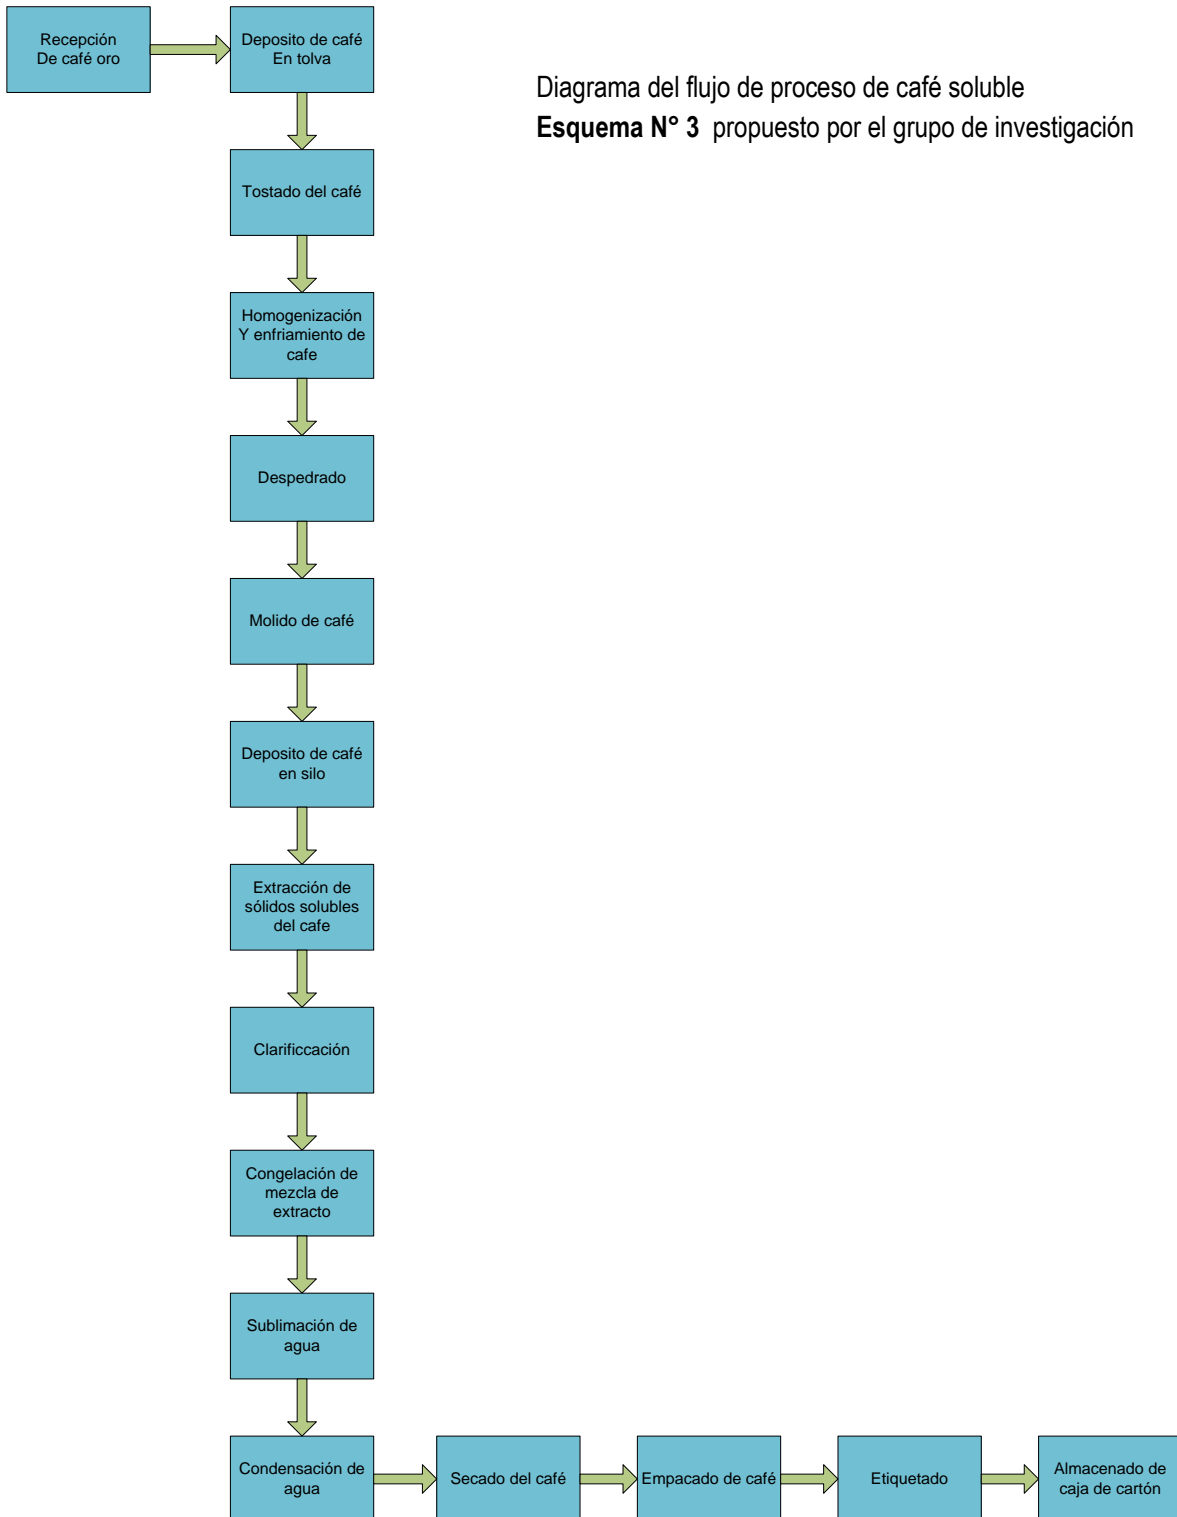 Recepción
De café oro
Deposito de café
En tolva
Diagrama del flujo de proceso de café soluble
Esquema N° 3 propuesto por el grupo de investigación
Tostado del café
Homogenización
Y enfriamiento de
cafe
Despedrado
Molido de café
Deposito de café
en silo
Extracción de
sólidos solubles
del cafe
Clarificcación
Congelación de
mezcla de
extracto
Sublimación de
agua
Condensación de
agua
Secado del café
Empacado de café
Etiquetado
Almacenado de
caja de cartón